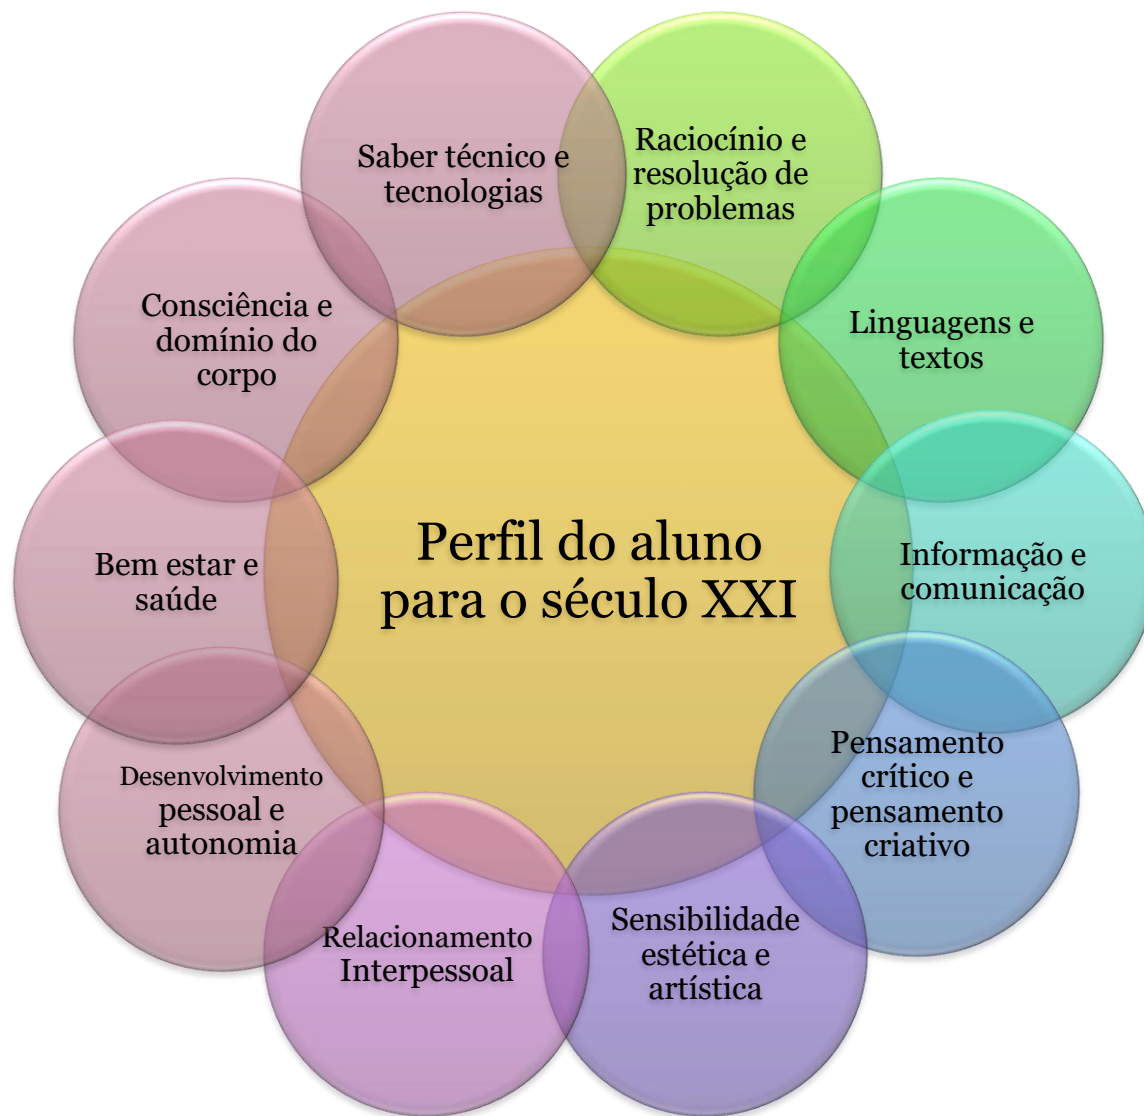 Perfil do aluno
para o século XXI
Raciocínio e
resolução de
problemas
Linguagens e
textos
Informação e
comunicação
Pensamento
crítico e
pensamento
criativo
Sensibilidade
estética e
artística
Relacionamento
Interpessoal
Desenvolvimento
pessoal e
autonomia
Bem estar e
saúde
Consciência e
domínio do
corpo
Saber técnico e
tecnologias